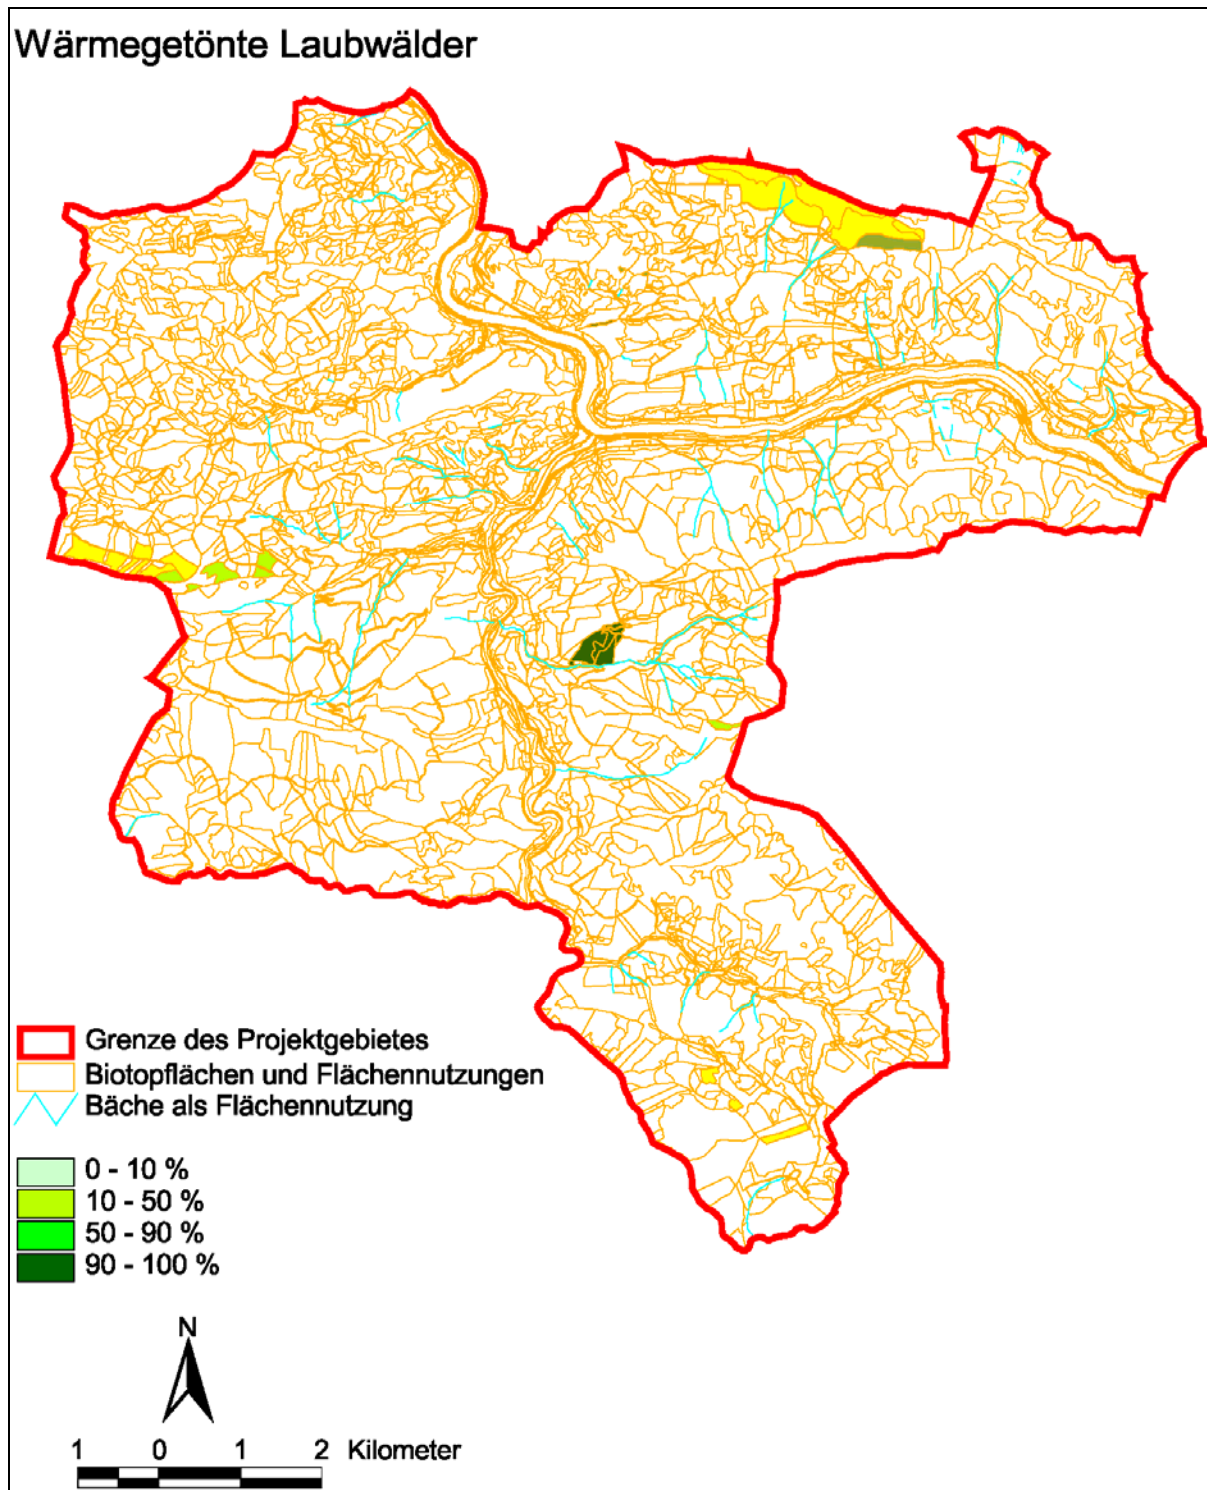 Wärmegetönte Laubwälder
Grenze des Projektgebietes
Biotopflächen und Flächennutzungen
Bäche als Flächennutzung
0 - 10 %
10 - 50 %
50 - 90 %
90 - 100 %
N
1 0 1 2 Kilometer